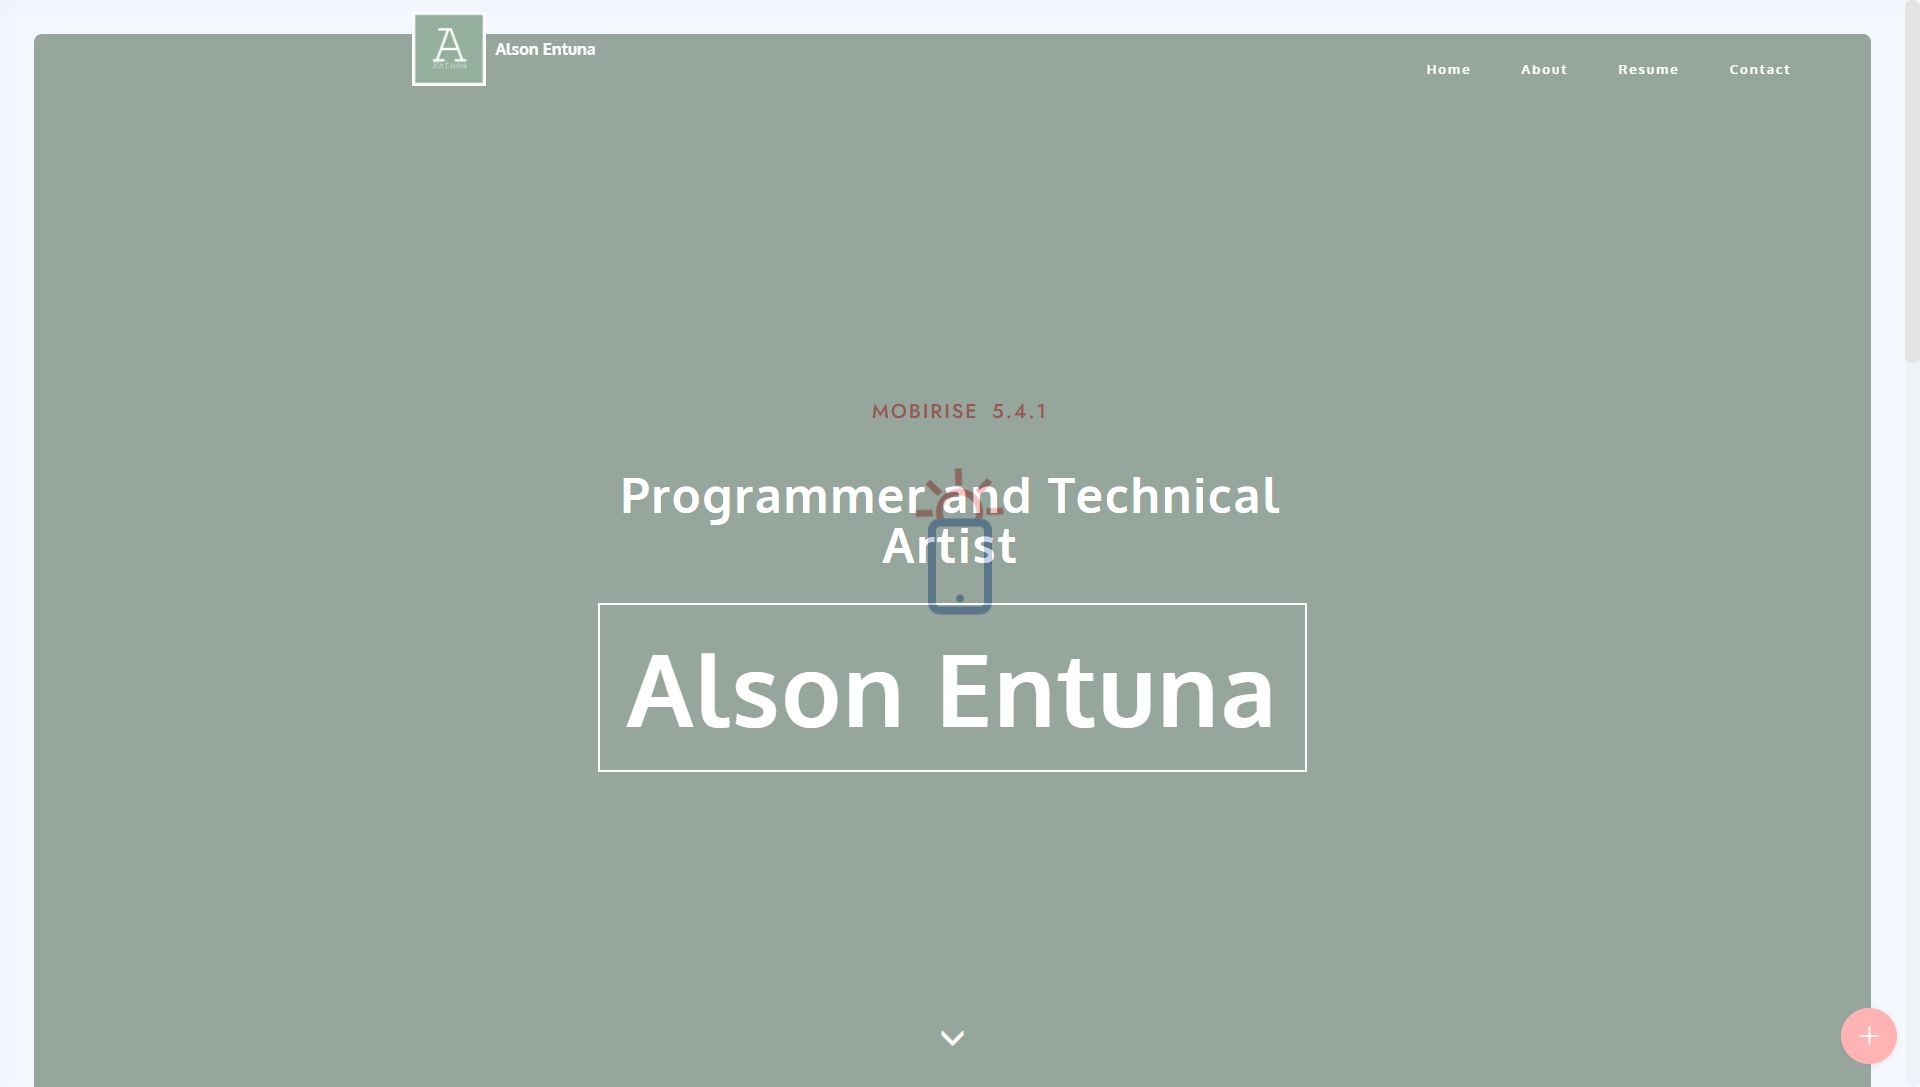 A
Entuna
Alson Entuna
Home
About
Resume
Contact
MOBIRISE 5.4.1
Programmer and Technical
Artist
Alson Entuna